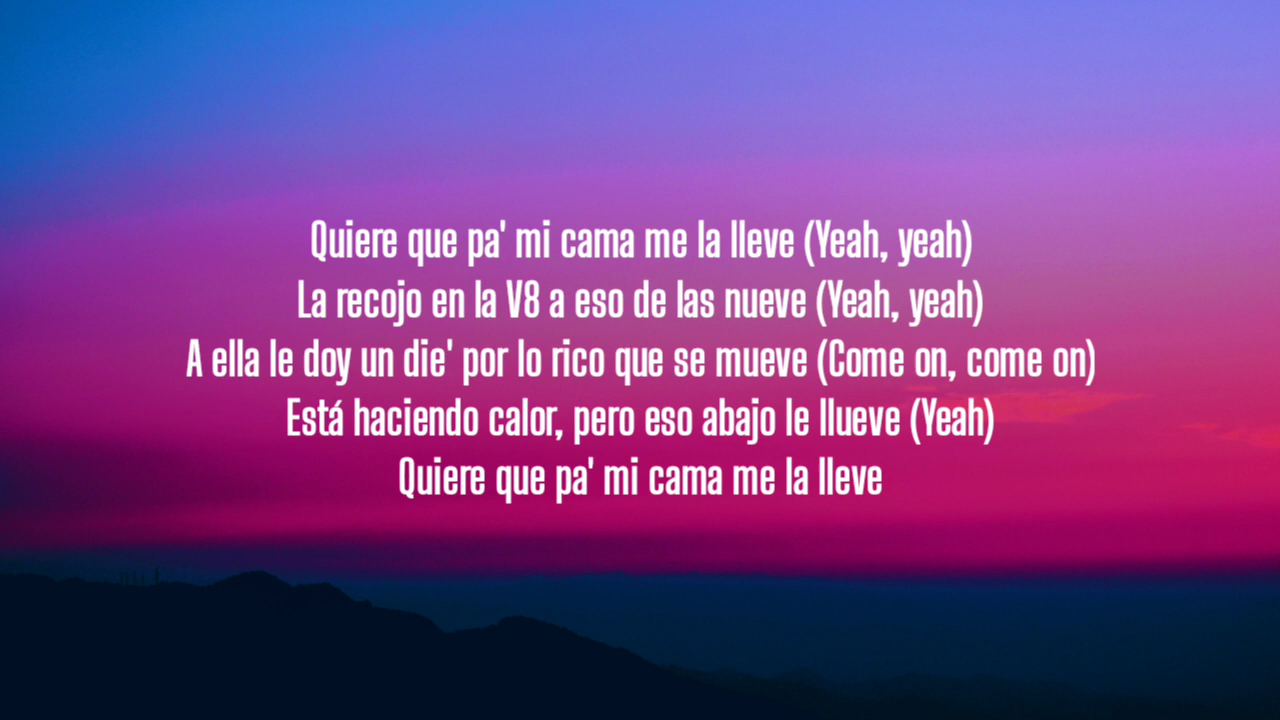 Quiere que pa' mi cama me la lleve (Yeah, yeah)
La recojo en la V8 a eso de las nueve (Yeah, yeah)
A ella le doy un die' por lo rico que se mueve (Come on, come on)
Está haciendo calor, pero eso abajo le llueve (Yeah)
Quiere que pa' mi cama me la lleve